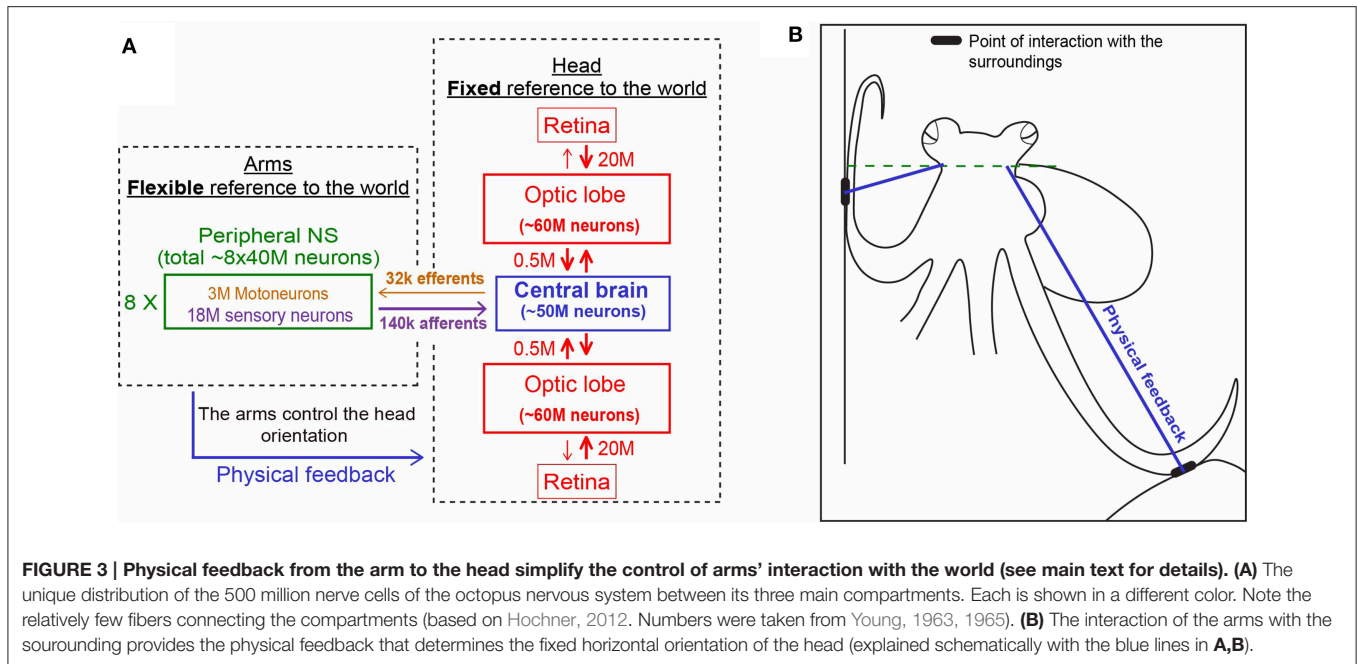 A
Arms
Flexible reference to the world
Peripheral NS
(total ~8x40M neurons)
8 X
3M Motoneurons
18M sensory neurons
32k efferents
140k afferents
The arms control the head
orientation
Physical feedback
Head
Fixed reference to the world
Retina
20M
Optic lobe
(~60M neurons)
0.5M
Central brain
(~50M neurons)
0.5M
Optic lobe
(~60M neurons)
20M
Retina
B
Point of interaction with the
surroundings
Physical feedback
FIGURE 3 | Physical feedback from the arm to the head simplify the control of arms' interaction with the world (see main text for details). (A) The
unique distribution of the 500 million nerve cells of the octopus nervous system between its three main compartments. Each is shown in a different color. Note the
relatively few fibers connecting the compartments (based on Hochner, 2012. Numbers were taken from Young, 1963, 1965). (B) The interaction of the arms with the
sourounding provides the physical feedback that determines the fixed horizontal orientation of the head (explained schematically with the blue lines in A,B).